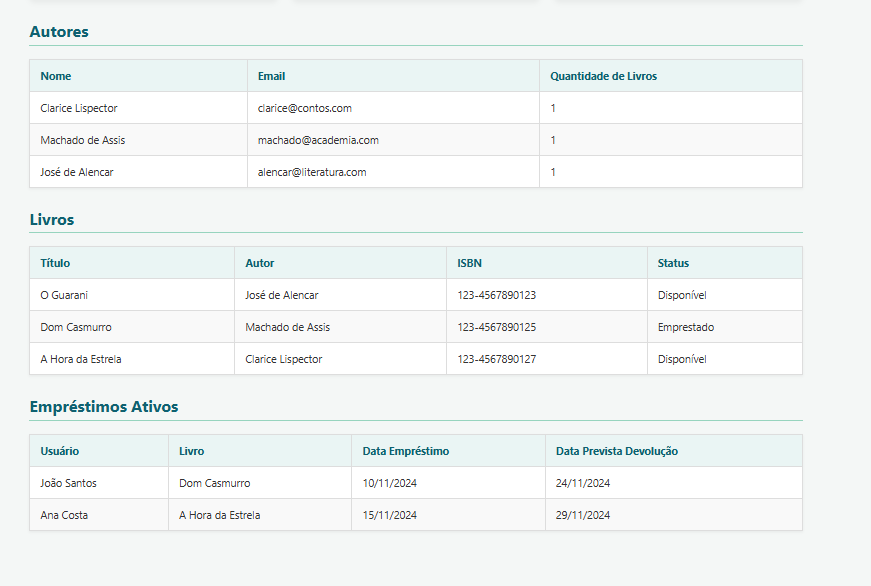 Autores
Nome Email Quantidade de Livros
Clarice Lispector clarice@contos.com 1
Machado de Assis machado@academia.com 1
José de Alencar alencar@literatura.com 1
Livros
Título Autor ISBN Status
O Guarani José de Alencar 123-4567890123 Disponível
Dom Casmurro Machado de Assis 123-4567890125 Emprestado
A Hora da Estrela Clarice Lispector 123-4567890127 Disponível
Empréstimos Ativos
Usuário Livro Data Empréstimo Data Prevista Devolução
João Santos Dom Casmurro 10/11/2024 24/11/2024
Ana Costa A Hora da Estrela 15/11/2024 29/11/2024